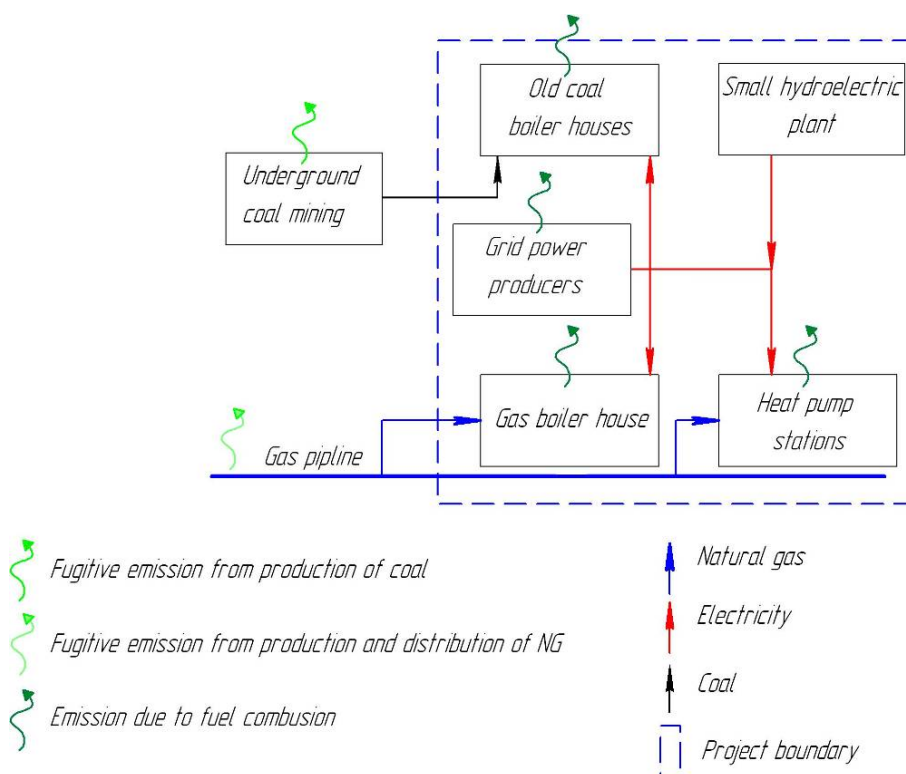 Old coal
boiler houses
Small hydroelectric
plant
Underground
coal mining
Grid power
producers
Gas boiler house
Heat pump
stations
Gas pipline
Fugitive emission from production of coal
Fugitive emission from production and distribution of NG
Emission due to fuel combusion
Natural gas
Electricity
Coal
Project boundary